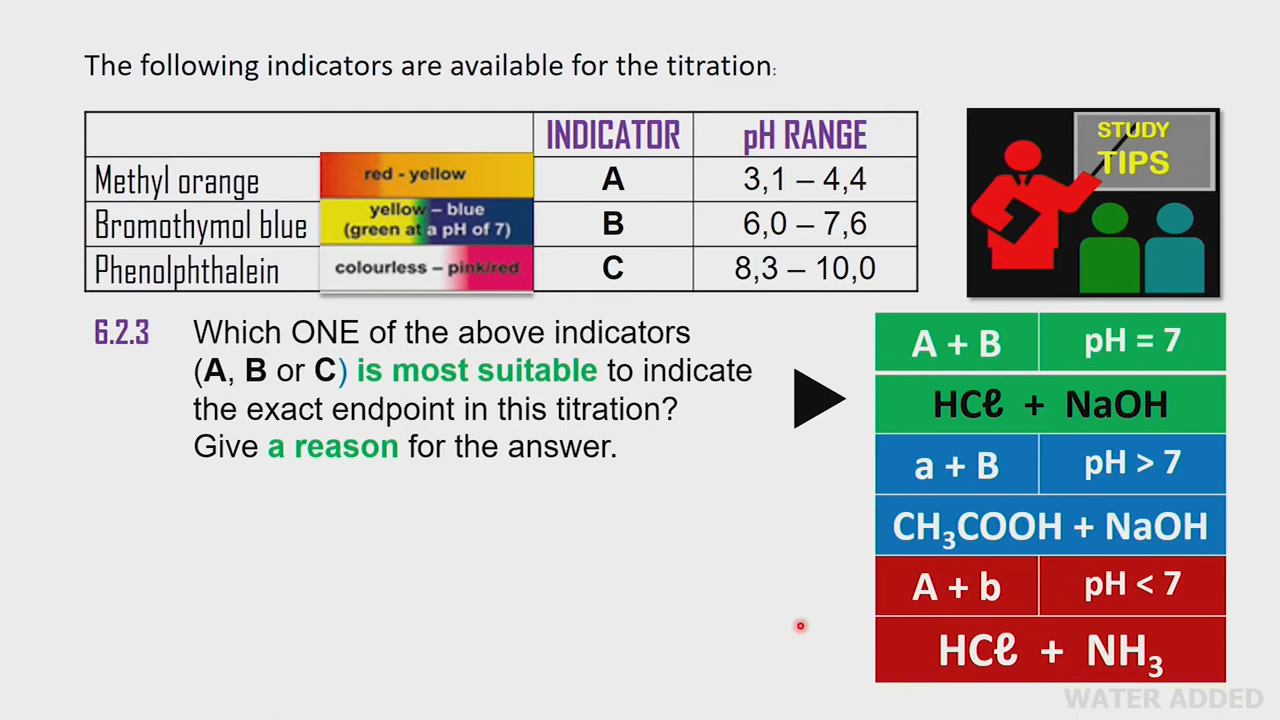 The following indicators are available for the titration:
INDICATOR pH RANGE
Methyl orange red - yellow A 3,1 – 4,4
Bromothymol blue yellow – blue (green at a pH of 7) B 6,0 – 7,6
Phenolphthalein colourless – pink/red C 8,3 – 10,0
STUDY
TIPS
6.2.3 Which ONE of the above indicators
(A, B or C) is most suitable to indicate
the exact endpoint in this titration?
Give a reason for the answer.
A + B pH = 7
HCℓ + NaOH
a + B pH > 7
CH₃COOH + NaOH
A + b pH < 7
HCℓ + NH₃
WATER ADDED